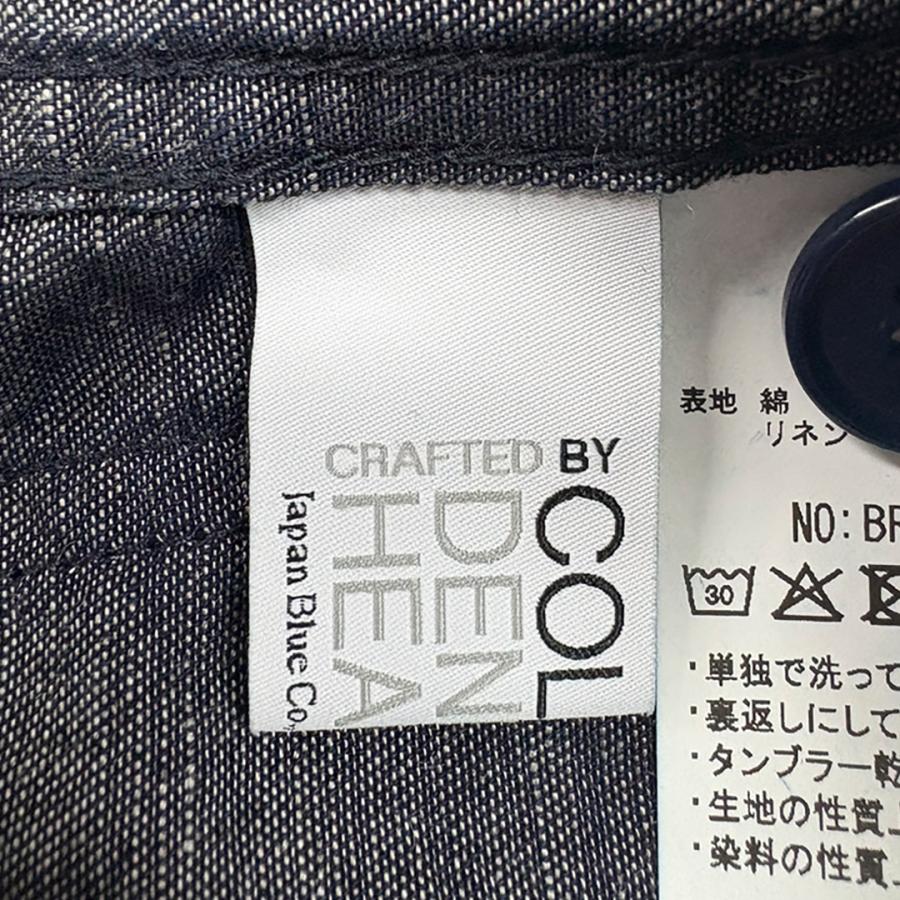 CRAFTED BY
COL
DEN
HEA
Japan Blue Co.
表地 綿
リネン
NO:BR
30
・単独で洗って
・裏返しにして
・タンブラー乾
・生地の性質上
・染料の性質上